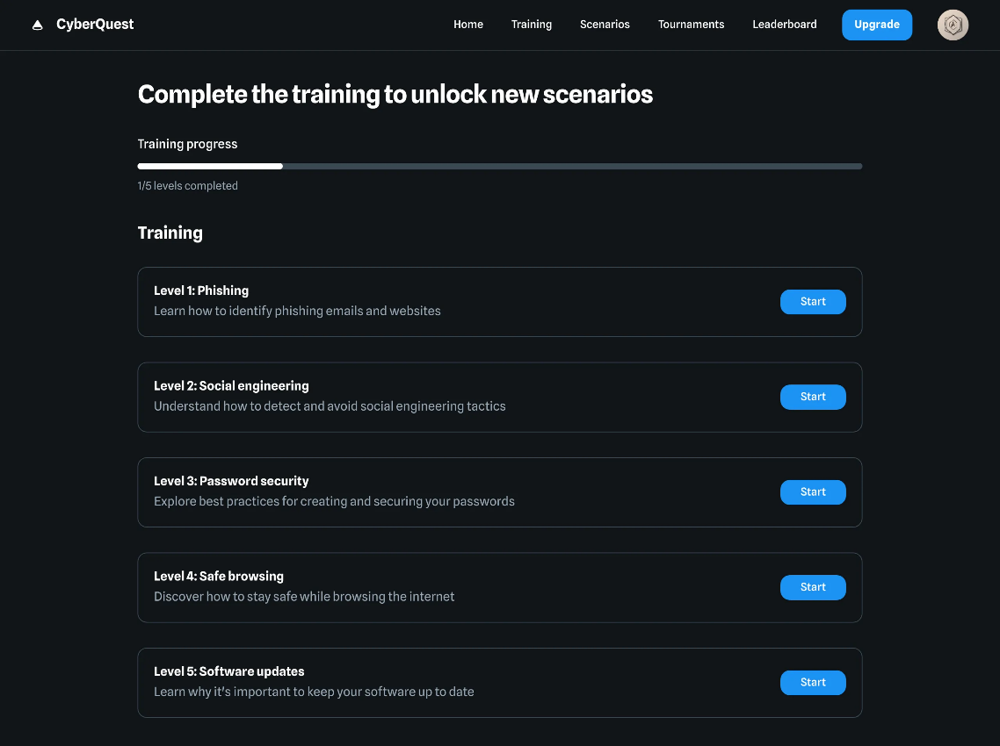 CyberQuest
Home
Training
Scenarios
Tournaments
Leaderboard
Upgrade
Complete the training to unlock new scenarios
Training progress
1/5 levels completed
Training
Level 1: Phishing
Learn how to identify phishing emails and websites
Start
Level 2: Social engineering
Understand how to detect and avoid social engineering tactics
Start
Level 3: Password security
Explore best practices for creating and securing your passwords
Start
Level 4: Safe browsing
Discover how to stay safe while browsing the internet
Start
Level 5: Software updates
Learn why it's important to keep your software up to date
Start